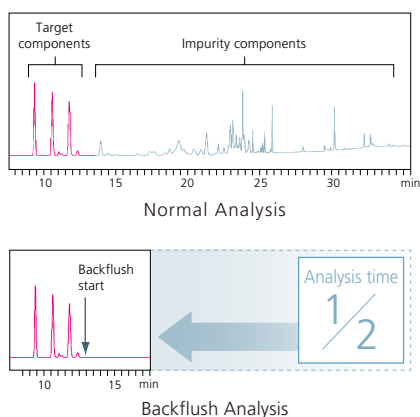 Target
components
Impurity components
10 15 20 25 30 min
Normal Analysis
Backflush
start
Analysis time
1/2
10 15 min
Backflush Analysis